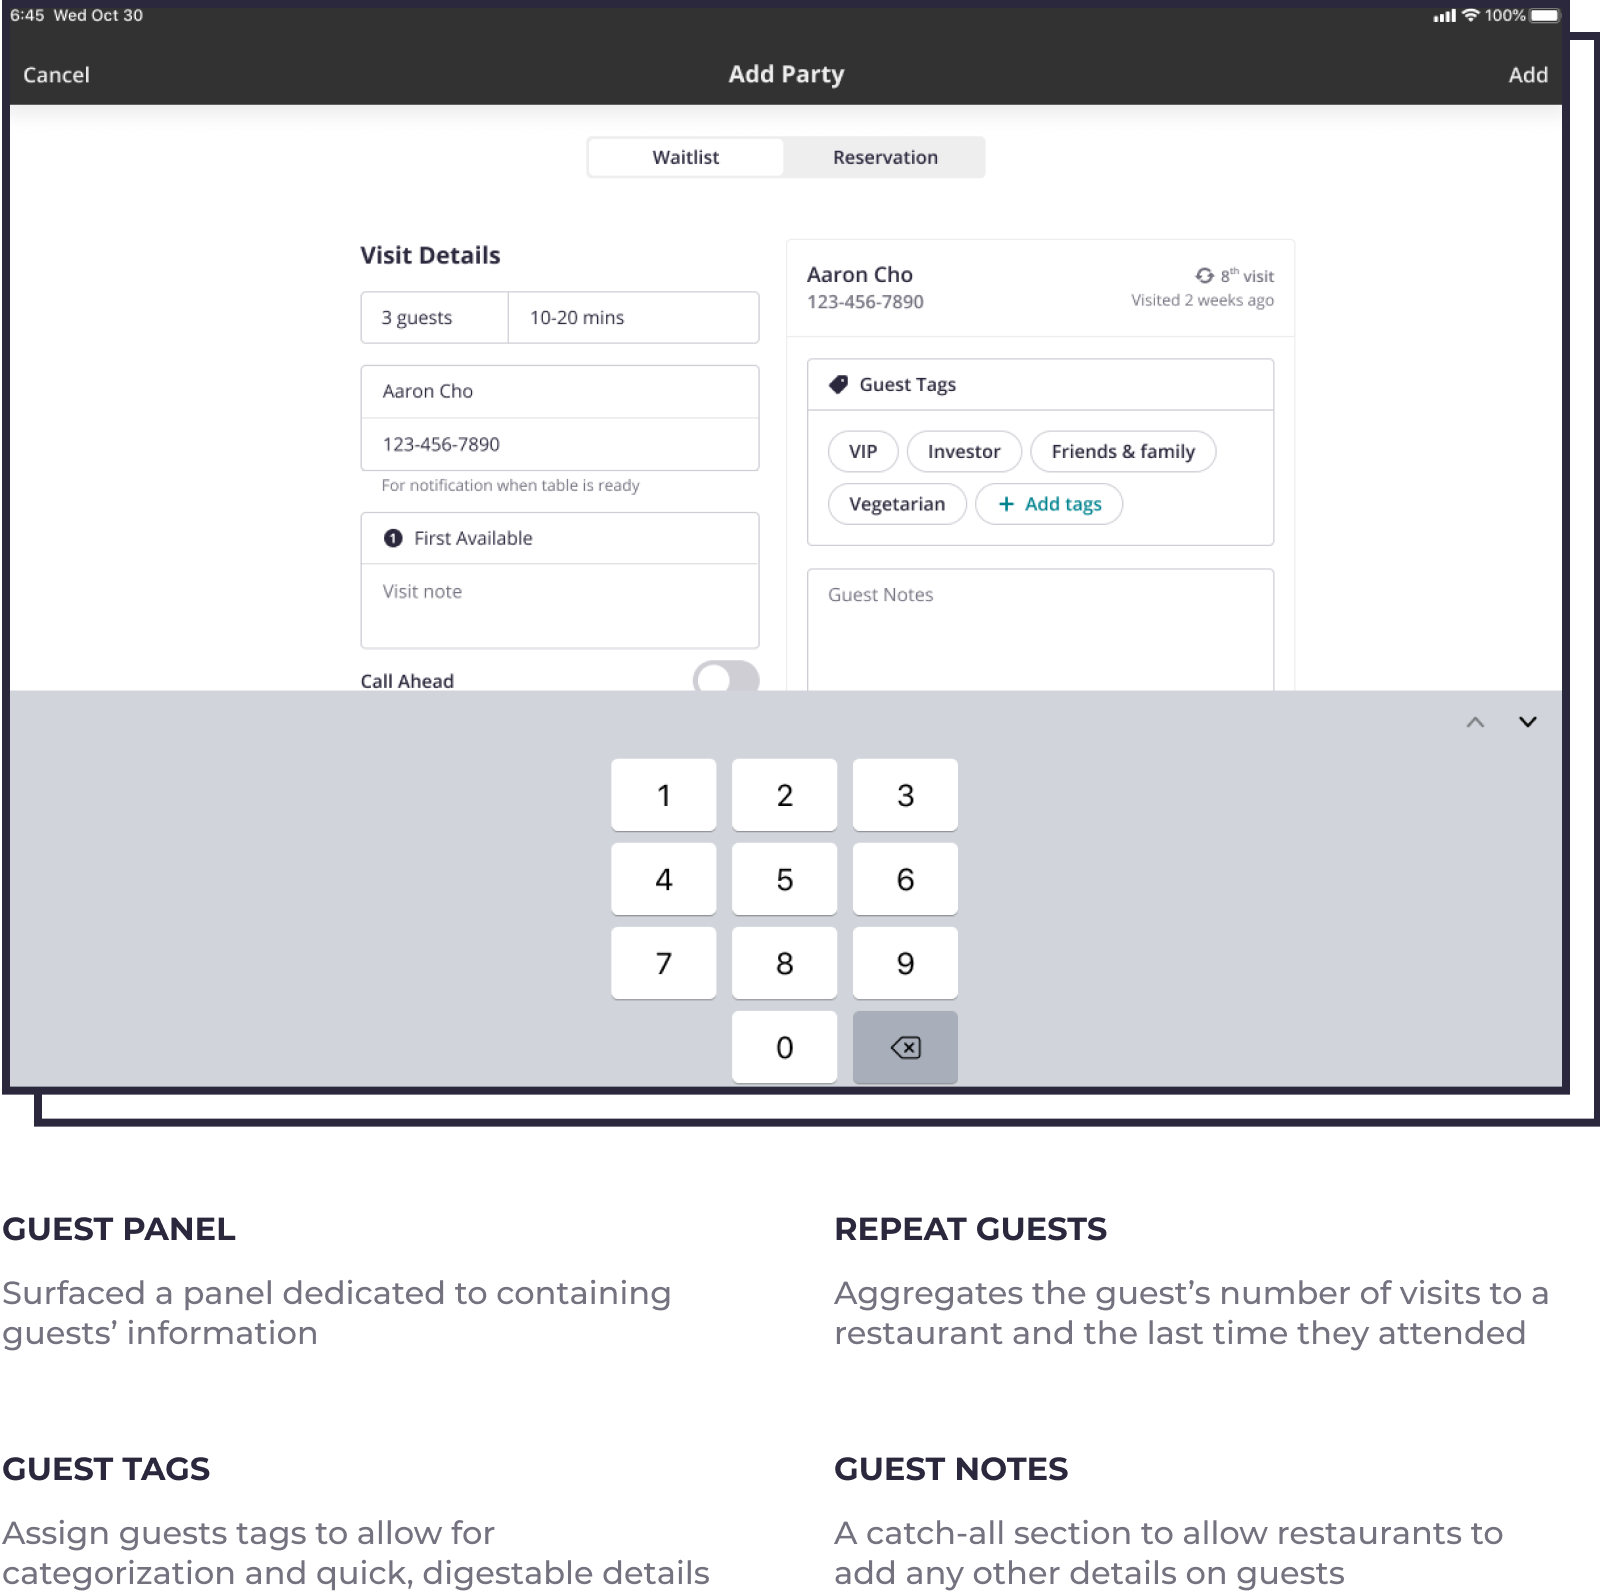 6:45 Wed Oct 30
100%
Cancel
Add Party
Add
Waitlist
Reservation
Visit Details
3 guests
10-20 mins
Aaron Cho
123-456-7890
For notification when table is ready
1 First Available
Visit note
Call Ahead
Aaron Cho
8th visit
123-456-7890
Visited 2 weeks ago
Guest Tags
VIP
Investor
Friends & family
Vegetarian
+ Add tags
Guest Notes
1 2 3
4 5 6
7 8 9
0
GUEST PANEL
Surfaced a panel dedicated to containing
guests’ information
REPEAT GUESTS
Aggregates the guest’s number of visits to a
restaurant and the last time they attended
GUEST TAGS
Assign guests tags to allow for
categorization and quick, digestable details
GUEST NOTES
A catch-all section to allow restaurants to
add any other details on guests